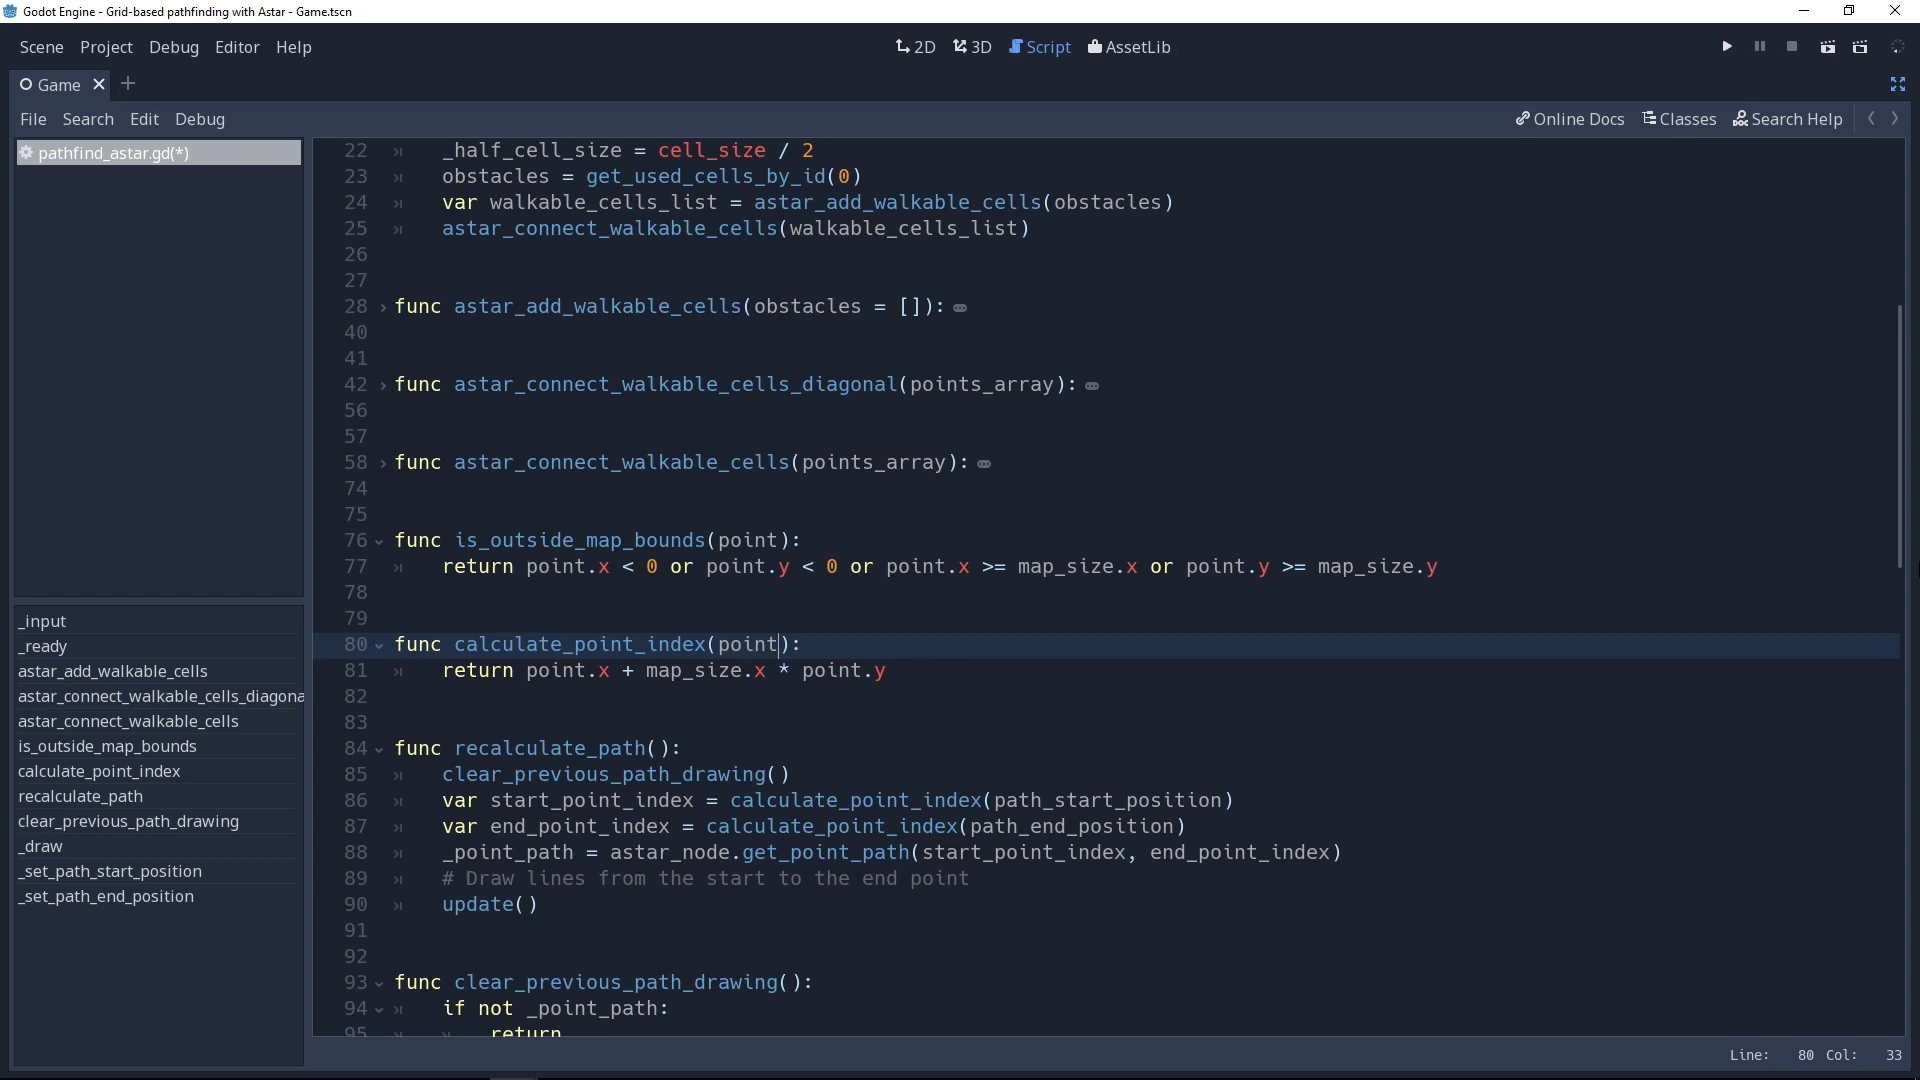 Godot Engine - Grid-based pathfinding with Astar - Game.tscn
Scene Project Debug Editor Help
2D 3D Script AssetLib
Game
File Search Edit Debug
Online Docs Classes Search Help
pathfind_astar.gd(*)
_input
_ready
astar_add_walkable_cells
astar_connect_walkable_cells_diagona
astar_connect_walkable_cells
is_outside_map_bounds
calculate_point_index
recalculate_path
clear_previous_path_drawing
_draw
_set_path_start_position
_set_path_end_position
22 _half_cell_size = cell_size / 2
23 obstacles = get_used_cells_by_id(0)
24 var walkable_cells_list = astar_add_walkable_cells(obstacles)
25 astar_connect_walkable_cells(walkable_cells_list)
26
27
28 func astar_add_walkable_cells(obstacles = []):
40
41
42 func astar_connect_walkable_cells_diagonal(points_array):
56
57
58 func astar_connect_walkable_cells(points_array):
74
75
76 func is_outside_map_bounds(point):
77 return point.x < 0 or point.y < 0 or point.x >= map_size.x or point.y >= map_size.y
78
79
80 func calculate_point_index(point):
81 return point.x + map_size.x * point.y
82
83
84 func recalculate_path():
85 clear_previous_path_drawing()
86 var start_point_index = calculate_point_index(path_start_position)
87 var end_point_index = calculate_point_index(path_end_position)
88 _point_path = astar_node.get_point_path(start_point_index, end_point_index)
89 # Draw lines from the start to the end point
90 update()
91
92
93 func clear_previous_path_drawing():
94 if not _point_path:
95 return
Line: 80 Col: 33